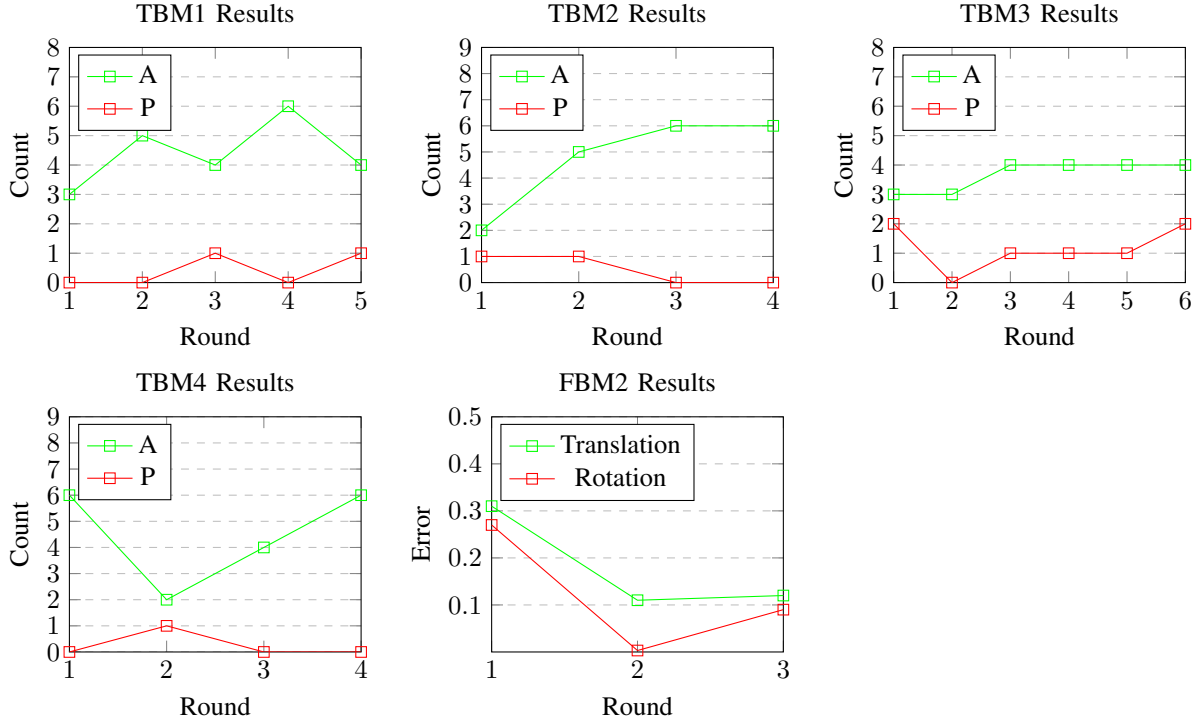 TBM1 Results
8
7
6
5
4
3
2
1
0
Count
A
P
1 2 3 4 5
Round
TBM2 Results
9
8
7
6
5
4
3
2
1
0
Count
A
P
1 2 3 4
Round
TBM3 Results
8
7
6
5
4
3
2
1
0
Count
A
P
1 2 3 4 5 6
Round
TBM4 Results
9
8
7
6
5
4
3
2
1
0
Count
A
P
1 2 3 4
Round
FBM2 Results
0.5
0.4
0.3
0.2
0.1
Error
Translation
Rotation
1 2 3
Round